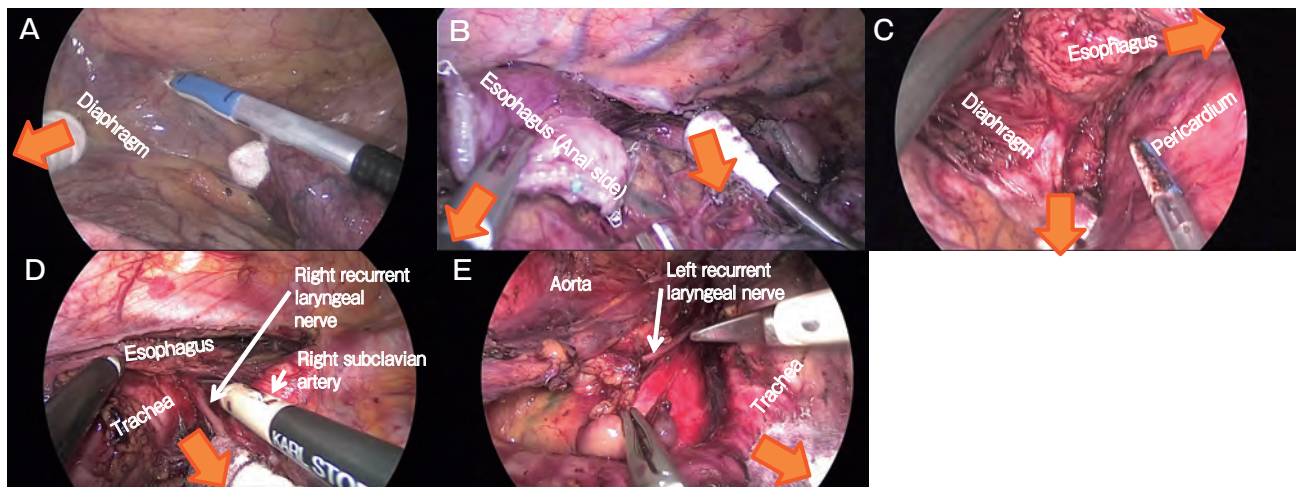 A
Diaphragm
B
Esophagus (Anal side)
C
Esophagus
Diaphragm
Pericardium
D
Right recurrent
laryngeal
nerve
Esophagus
Right subclavian
artery
Trachea
KARL STO
E
Left recurrent
laryngeal nerve
Aorta
Trachea